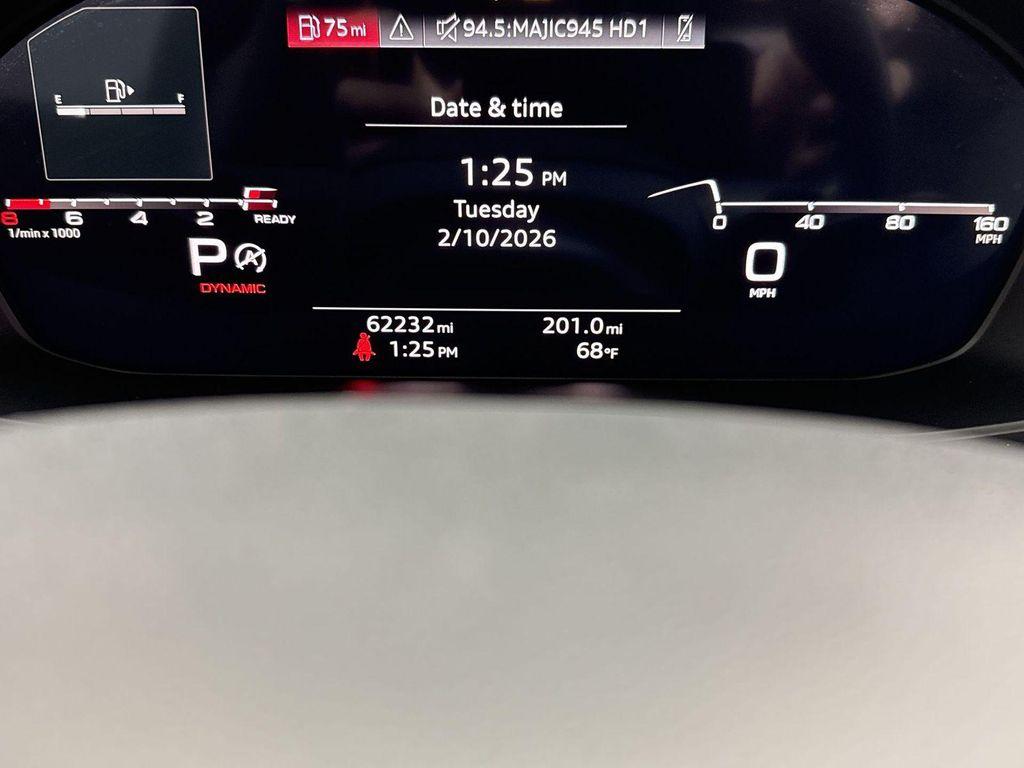 75 mi 94.5:MAJIC945 HD1
E F
Date & time
1:25 PM
Tuesday
2/10/2026
8 6 4 2 READY
1/min x 1000
P A
DYNAMIC
0 40 80 160
MPH
0
MPH
62232 mi 201.0 mi
1:25 PM 68°F